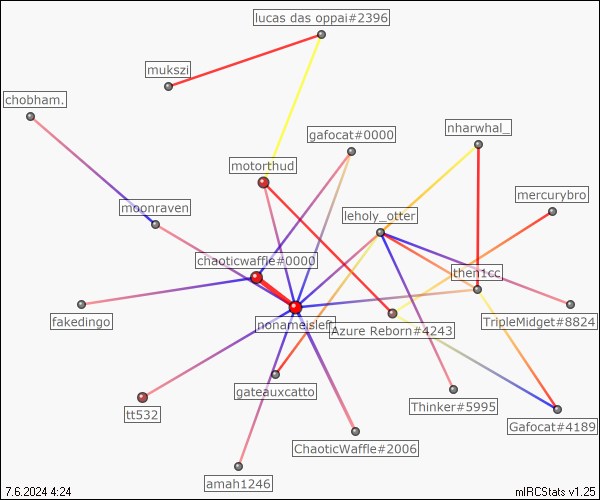 lucas das oppai#2396
mukszi
chobham.
gafocat#0000
nharwhal_
motorthud
mercurybro
moonraven
leholy_otter
chaoticwaffle#0000
then1cc
fakedingo
nonameisleft
Azure Reborn#4243
TripleMidget#8824
gateauxcatto
Thinker#5995
tt532
Gafocat#4189
ChaoticWaffle#2006
amah1246
7.6.2024 4:24
mIRCStats v1.25